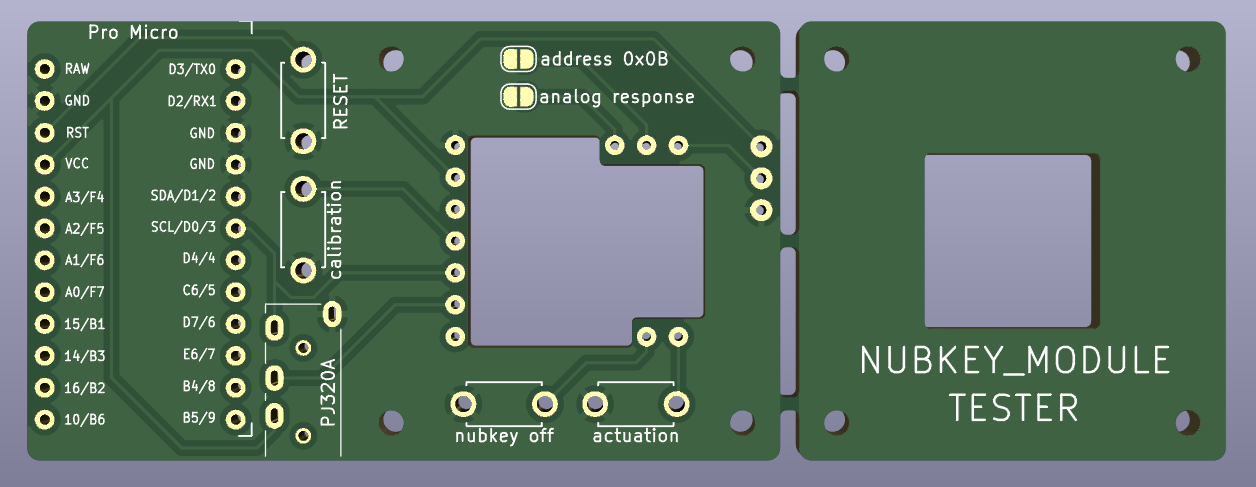 Pro Micro
RAW
GND
RST
VCC
A3/F4
A2/F5
A1/F6
A0/F7
15/B1
14/B3
16/B2
10/B6
D3/TX0
D2/RX1
GND
GND
SDA/D1/2
SCL/D0/3
D4/4
C6/5
D7/6
E6/7
B4/8
B5/9
RESET
calibration
PJ320A
address 0x0B
analog response
nubkey off
actuation
NUBKEY_MODULE
TESTER